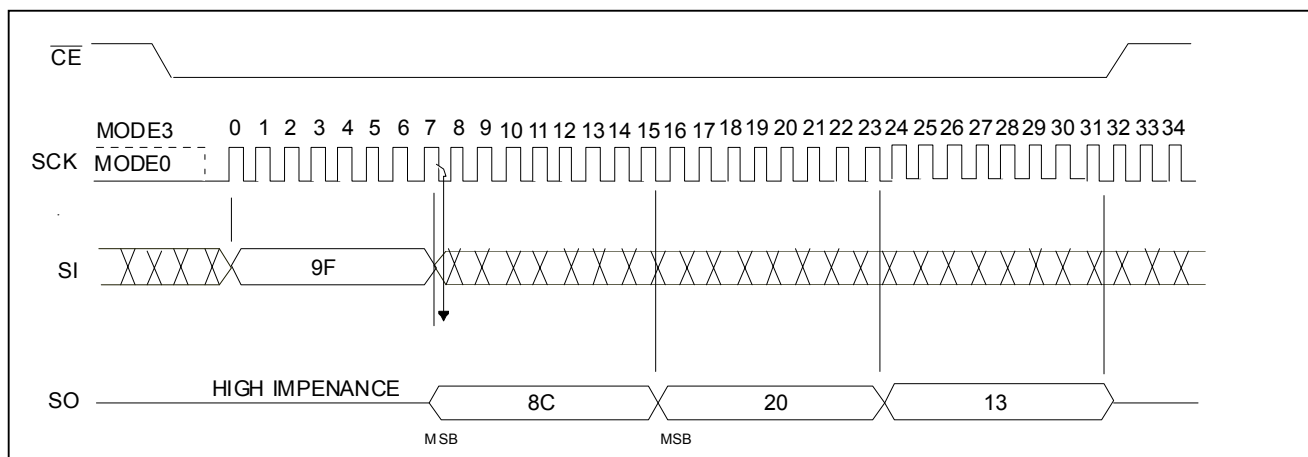 CE
MODE3 0 1 2 3 4 5 6 7 8 9 10 11 12 13 14 15 16 17 18 19 20 21 22 23 24 25 26 27 28 29 30 31 32 33 34
SCK MODE0
SI 9F
HIGH IMPENANCE
SO 8C 20 13
MSB MSB